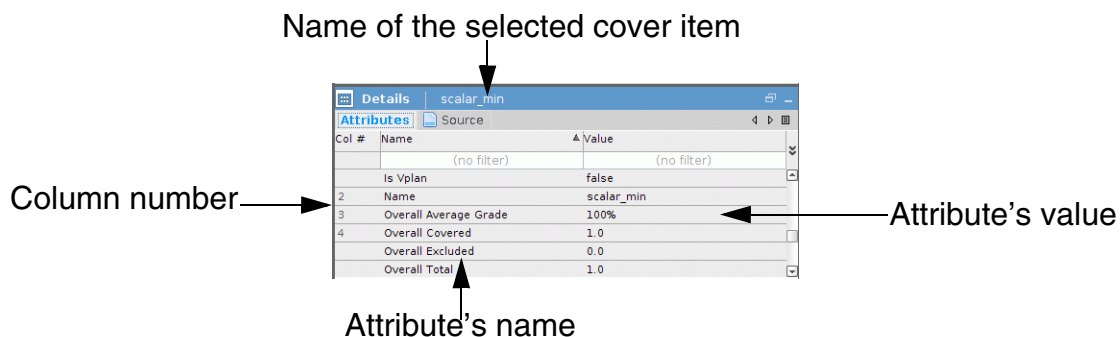 Name of the selected cover item
Details scalar_min
Attributes Source
Col # Name Value
(no filter) (no filter)
Is Vplan false
2 Name scalar_min
3 Overall Average Grade 100%
4 Overall Covered 1.0
Overall Excluded 0.0
Overall Total 1.0
Column number
Attribute's value
Attribute's name